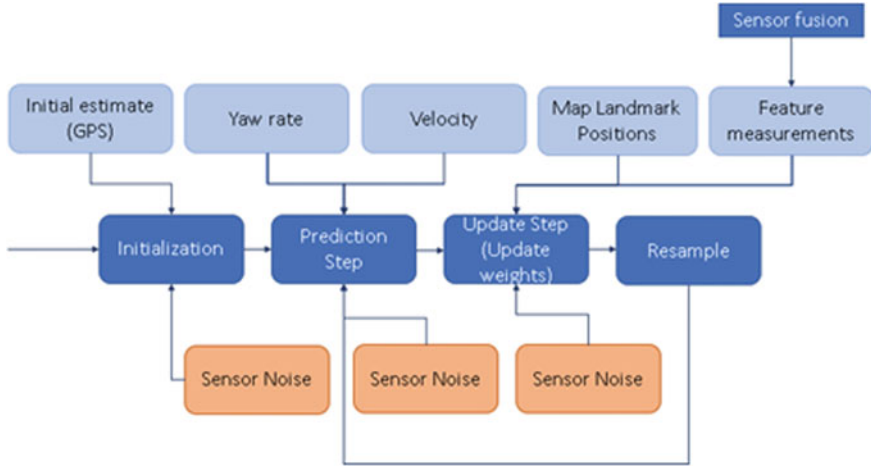 Sensor fusion
Initial estimate
(GPS)
Yaw rate
Velocity
Map Landmark
Positions
Feature
measurements
Initialization
Prediction
Step
Update Step
(Update
weights)
Resample
Sensor Noise
Sensor Noise
Sensor Noise